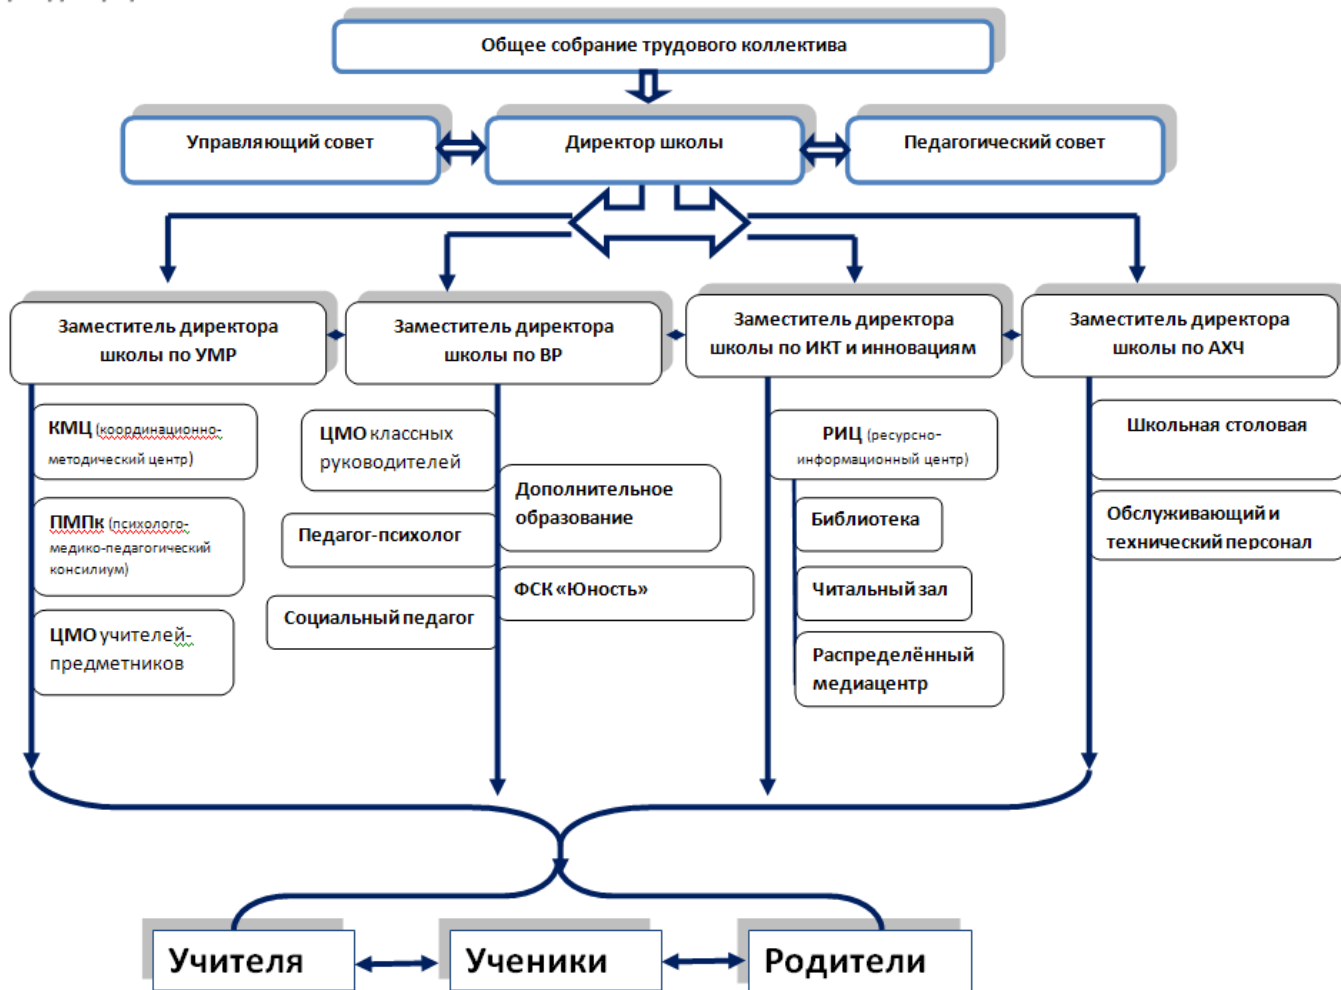 Общее собрание трудового коллектива
Управляющий совет
Директор школы
Педагогический совет
Заместитель директора
школы по УМР
Заместитель директора
школы по ВР
Заместитель директора
школы по ИКТ и инновациям
Заместитель директора
школы по АХЧ
КМЦ (координационно-
методический центр)
ПМПк (психолого-
медико-педагогический
консилиум)
ЦМО учителей-
предметников
ЦМО классных
руководителей
Педагог-психолог
Социальный педагог
Дополнительное
образование
ФСК «Юность»
РИЦ (ресурсно-
информационный центр)
Библиотека
Читальный зал
Распределённый
медиацентр
Школьная столовая
Обслуживающий и
технический персонал
Учителя
Ученики
Родители